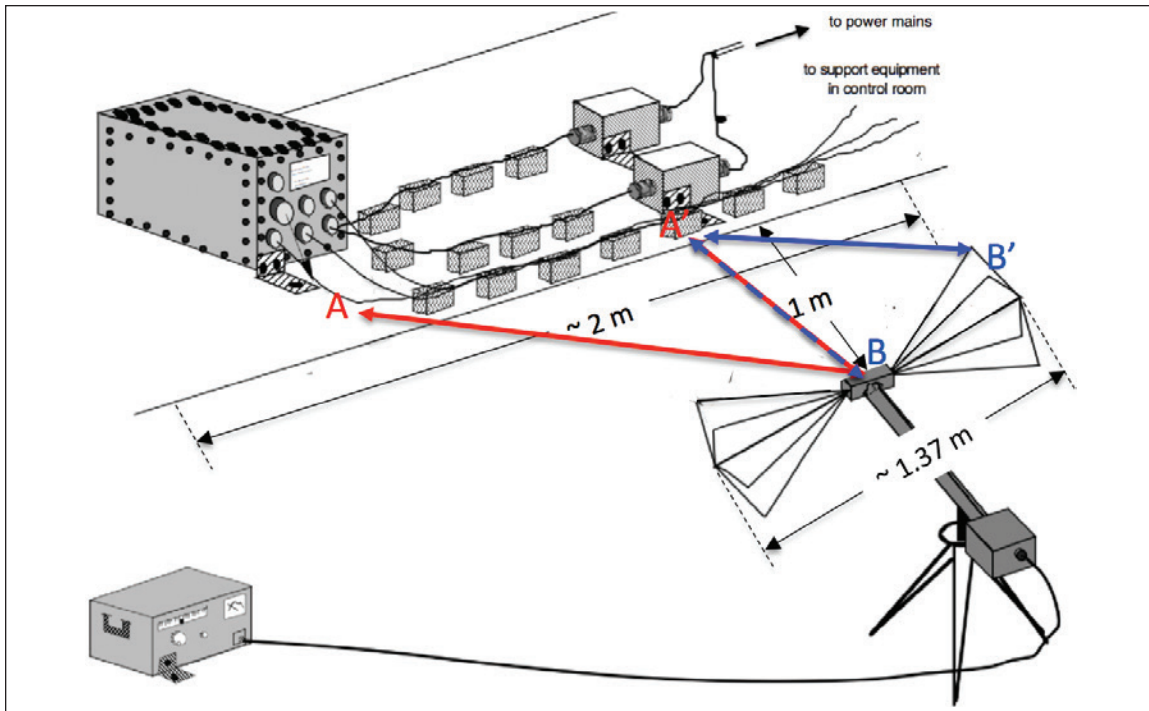 to power mains
to support equipment
in control room
A'
B'
A
~ 2 m
1 m
B
~ 1.37 m